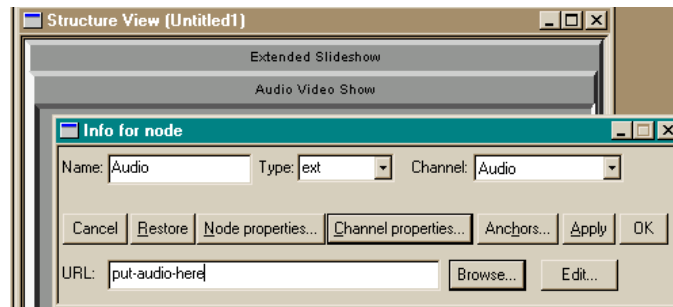 Structure View (Untitled1)
Extended Slideshow
Audio Video Show
Info for node
Name: Audio Type: ext Channel: Audio
Cancel Restore Node properties... Channel properties... Anchors... Apply OK
URL: put-audio-here Browse... Edit...